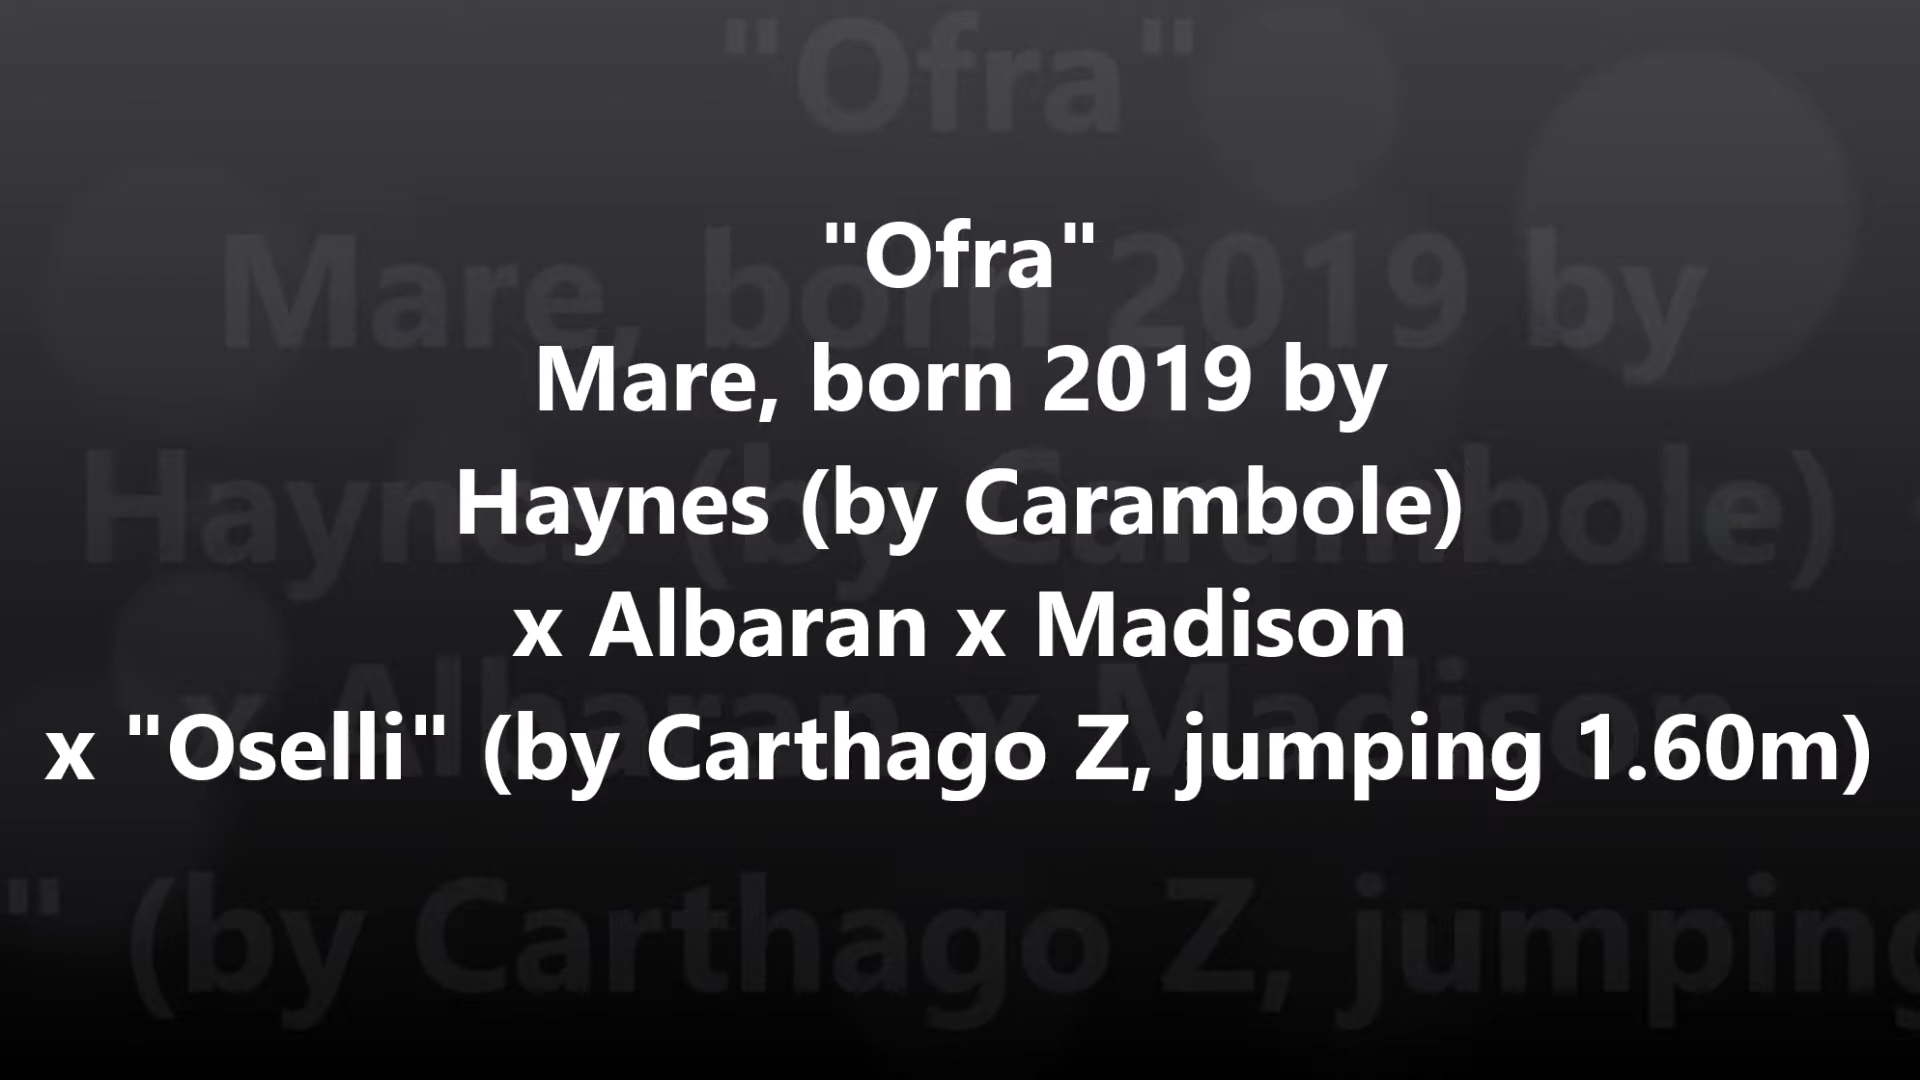 "Ofra"
Mare, born 2019 by
Haynes (by Carambole)
x Albaran x Madison
x "Oselli" (by Carthago Z, jumping 1.60m)